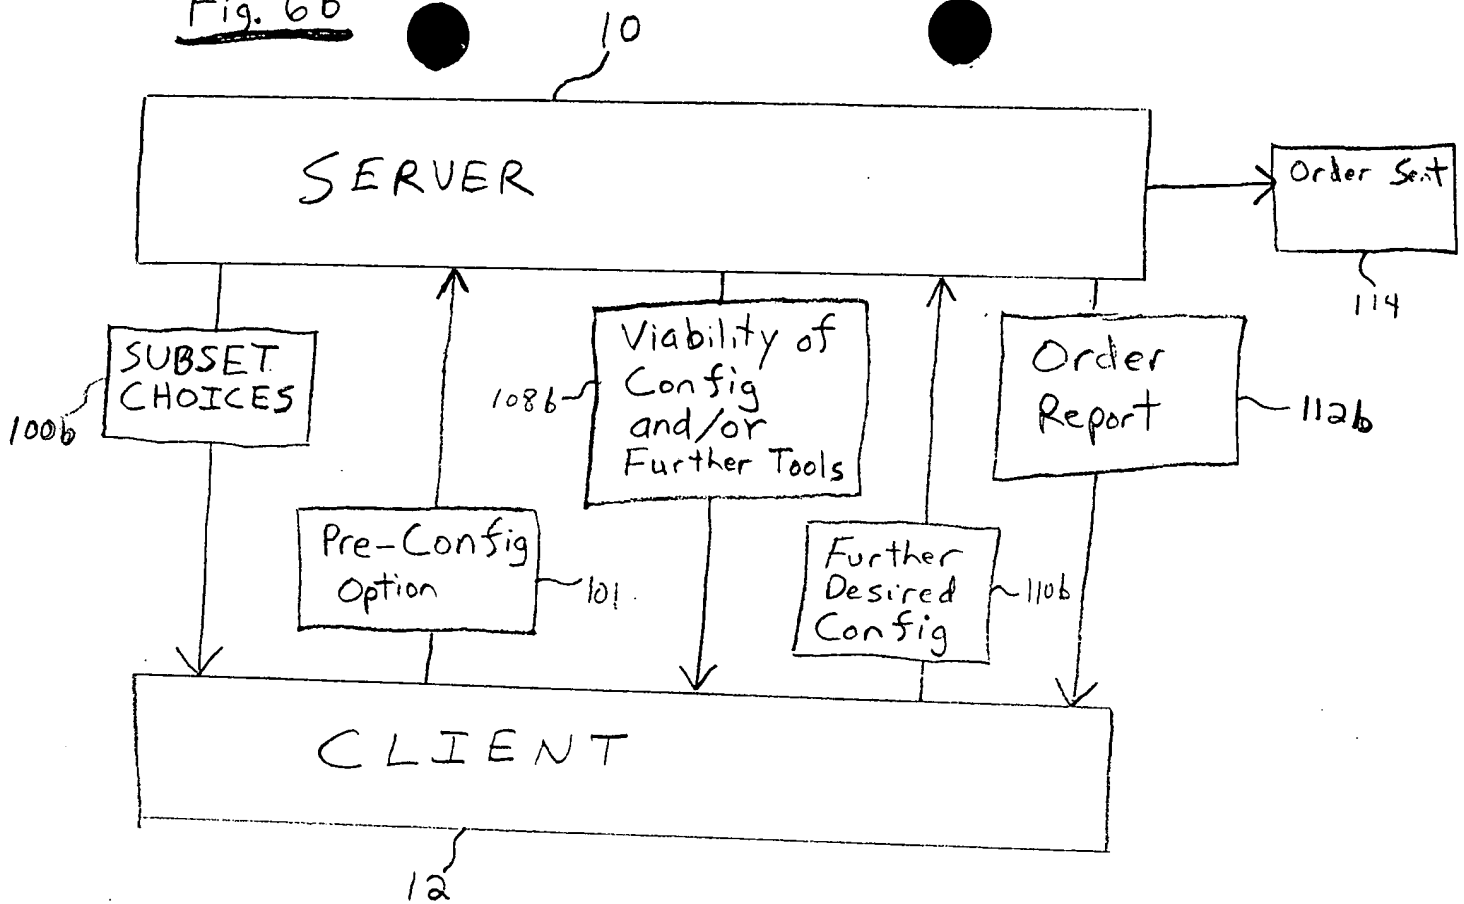 Fig. 6b
10
SERVER
Order Sent
114
SUBSET
CHOICES
100b
Viability of
Config
and/or
Further Tools
108b
Order
Report
112b
Pre-Config
Option
101
Further
Desired
Config
110b
CLIENT
12